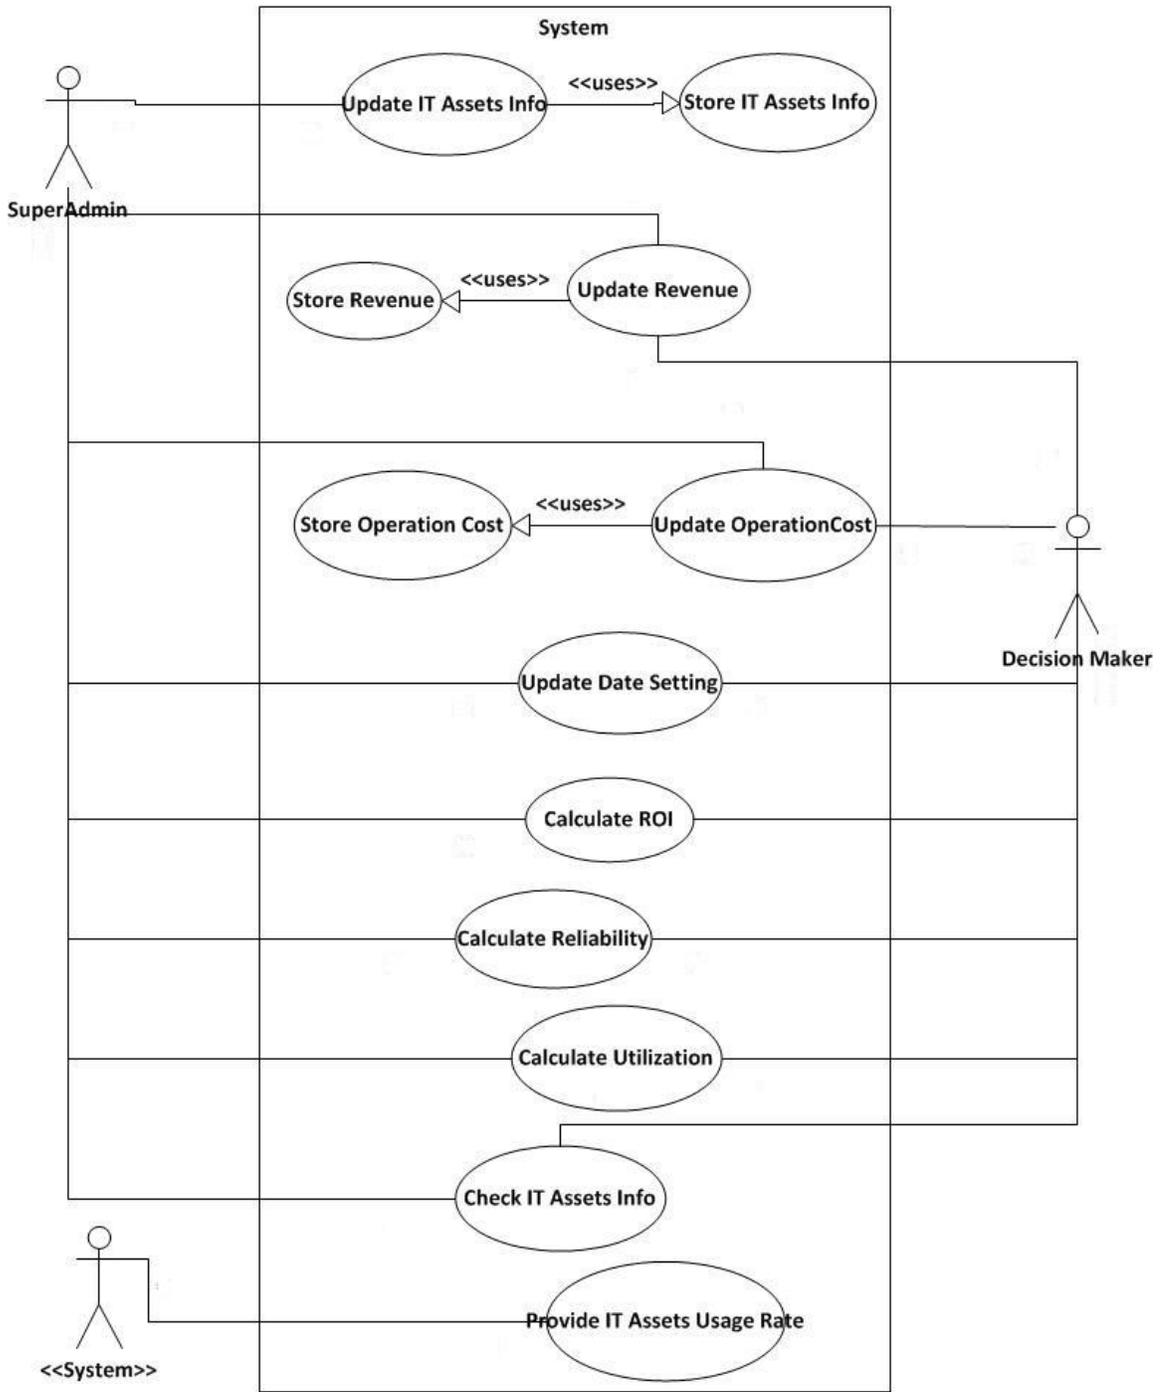 System
Update IT Assets Info
<<uses>>
Store IT Assets Info
SuperAdmin
Store Revenue
<<uses>>
Update Revenue
Store Operation Cost
<<uses>>
Update OperationCost
Decision Maker
Update Date Setting
Calculate ROI
Calculate Reliability
Calculate Utilization
Check IT Assets Info
Provide IT Assets Usage Rate
<<System>>